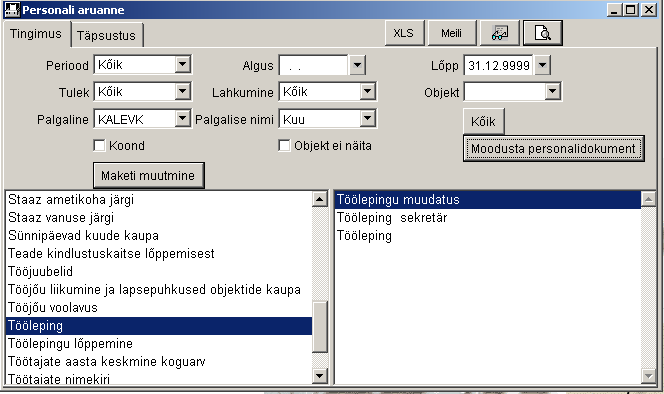 Personali aruanne
Tingimus Täpsustus XLS Meili
Periood Kõik Algus . . Lõpp 31.12.9999
Tulek Kõik Lahkumine Kõik Objekt
Palgaline KALEVK Palgalise nimi Kuu Kõik
Koond Objekt ei näita Moodusta personalidokument
Maketi muutmine
Staaz ametikoha järgi
Staaz vanuse järgi
Sünnipäevad kuude kaupa
Teade kindlustuskaitse lõppemisest
Tööjuubelid
Tööjõu liikumine ja lapsepuhkused objektide kaupa
Tööjõu voolavus
Tööleping
Töölepingu lõppemine
Töötajate aasta keskmine koguarv
Töötajate nimekiri
Töölepingu muudatus
Tööleping sekretär
Tööleping